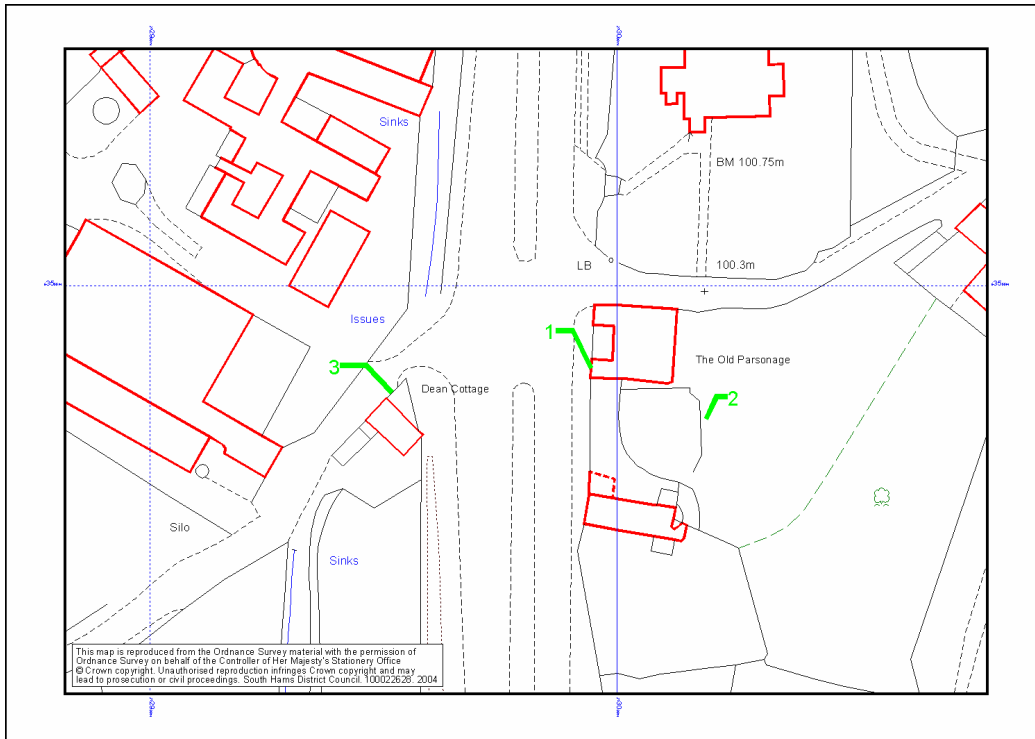 Sinks
BM 100.75m
LB
100.3m
Issues
1
The Old Parsonage
3
Dean Cottage
2
Silo
Sinks
This map is reproduced from the Ordnance Survey material with the permission of
Ordnance Survey on behalf of the Controller of Her Majesty's Stationery Office
© Crown copyright. Unauthorised reproduction infringes Crown copyright and may
lead to prosecution or civil proceedings. South Hams District Council. 100022628. 2004